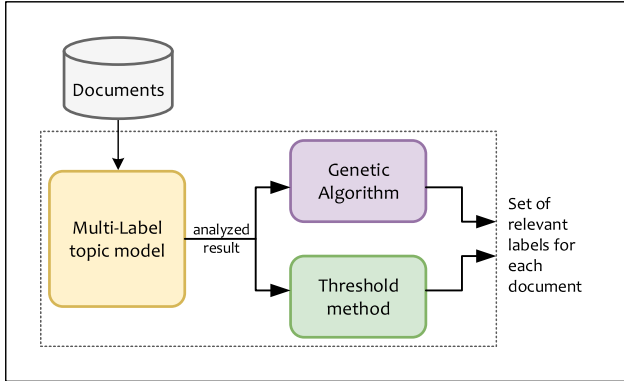 Documents
Multi-Label
topic model
analyzed
result
Genetic
Algorithm
Threshold
method
Set of
relevant
labels for
each
document